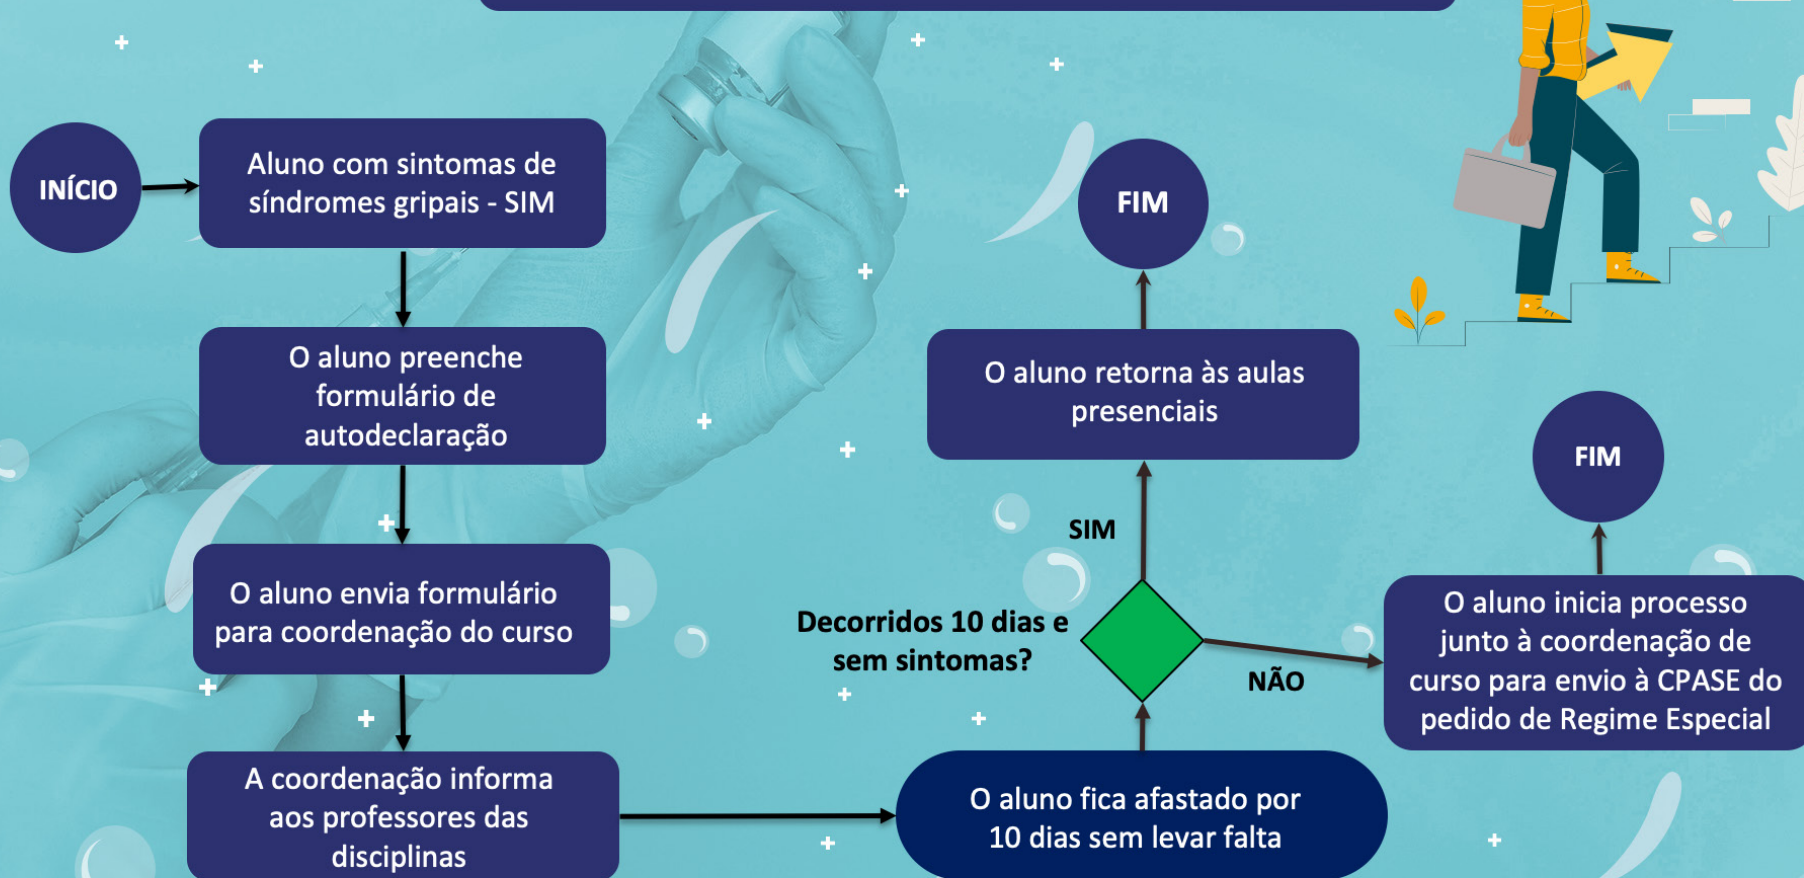 INÍCIO
Aluno com sintomas de
síndromes gripais - SIM
O aluno preenche
formulário de
autodeclaração
O aluno envia formulário
para coordenação do curso
A coordenação informa
aos professores das
disciplinas
O aluno fica afastado por
10 dias sem levar falta
Decorridos 10 dias e
sem sintomas?
SIM
O aluno retorna às aulas
presenciais
FIM
NÃO
O aluno inicia processo
junto à coordenação de
curso para envio à CPASE do
pedido de Regime Especial
FIM